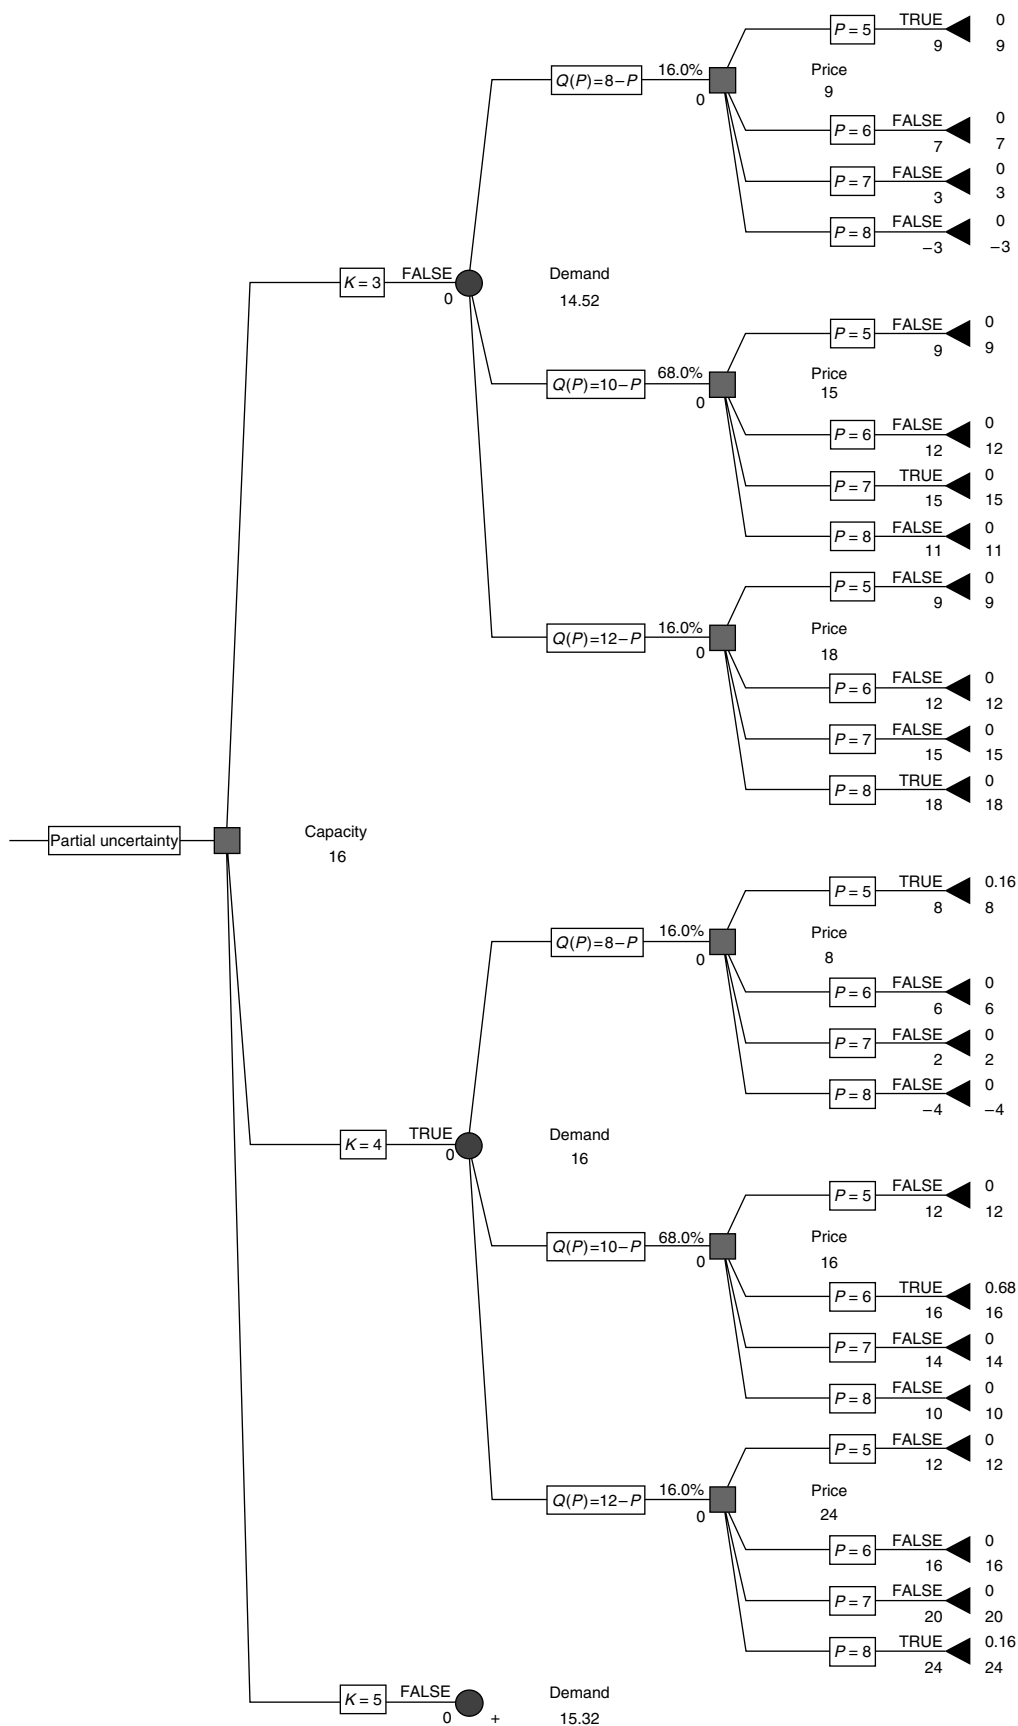 P = 5 TRUE 0
9 9
Q(P)=8−P 16.0% Price
0 9
P = 6 FALSE 0
7 7
P = 7 FALSE 0
3 3
P = 8 FALSE 0
−3 −3
K = 3 FALSE Demand
0 14.52
P = 5 FALSE 0
9 9
Q(P)=10−P 68.0% Price
0 15
P = 6 FALSE 0
12 12
P = 7 TRUE 0
15 15
P = 8 FALSE 0
11 11
P = 5 FALSE 0
9 9
Q(P)=12−P 16.0% Price
0 18
P = 6 FALSE 0
12 12
P = 7 FALSE 0
15 15
P = 8 TRUE 0
18 18
Partial uncertainty Capacity
16
P = 5 TRUE 0.16
8 8
Q(P)=8−P 16.0% Price
0 8
P = 6 FALSE 0
6 6
P = 7 FALSE 0
2 2
P = 8 FALSE 0
−4 −4
K = 4 TRUE Demand
0 16
P = 5 FALSE 0
12 12
Q(P)=10−P 68.0% Price
0 16
P = 6 TRUE 0.68
16 16
P = 7 FALSE 0
14 14
P = 8 FALSE 0
10 10
P = 5 FALSE 0
12 12
Q(P)=12−P 16.0% Price
0 24
P = 6 FALSE 0
16 16
P = 7 FALSE 0
20 20
P = 8 TRUE 0.16
24 24
K = 5 FALSE Demand
0 + 15.32